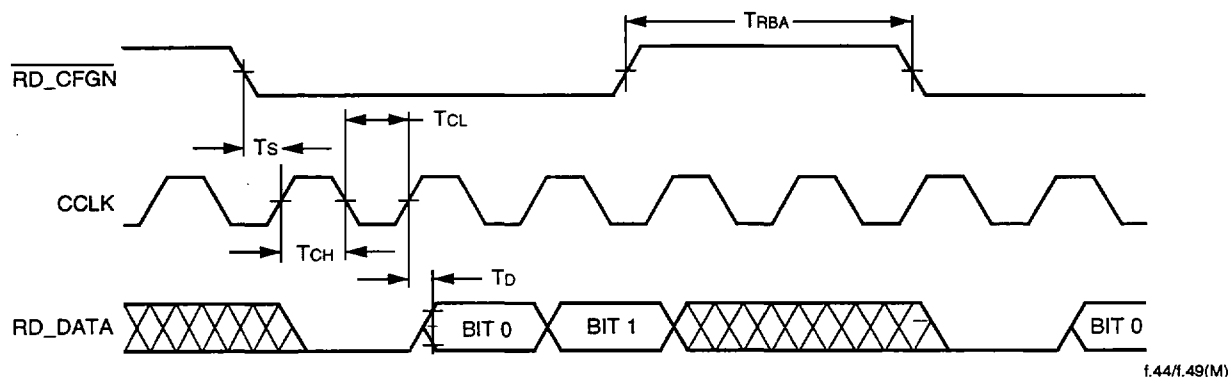 TRBA
RD_CFGN
TCL
TS
CCLK
TCH
TD
RD_DATA
BIT 0
BIT 1
BIT 0
f.44/f.49(M)